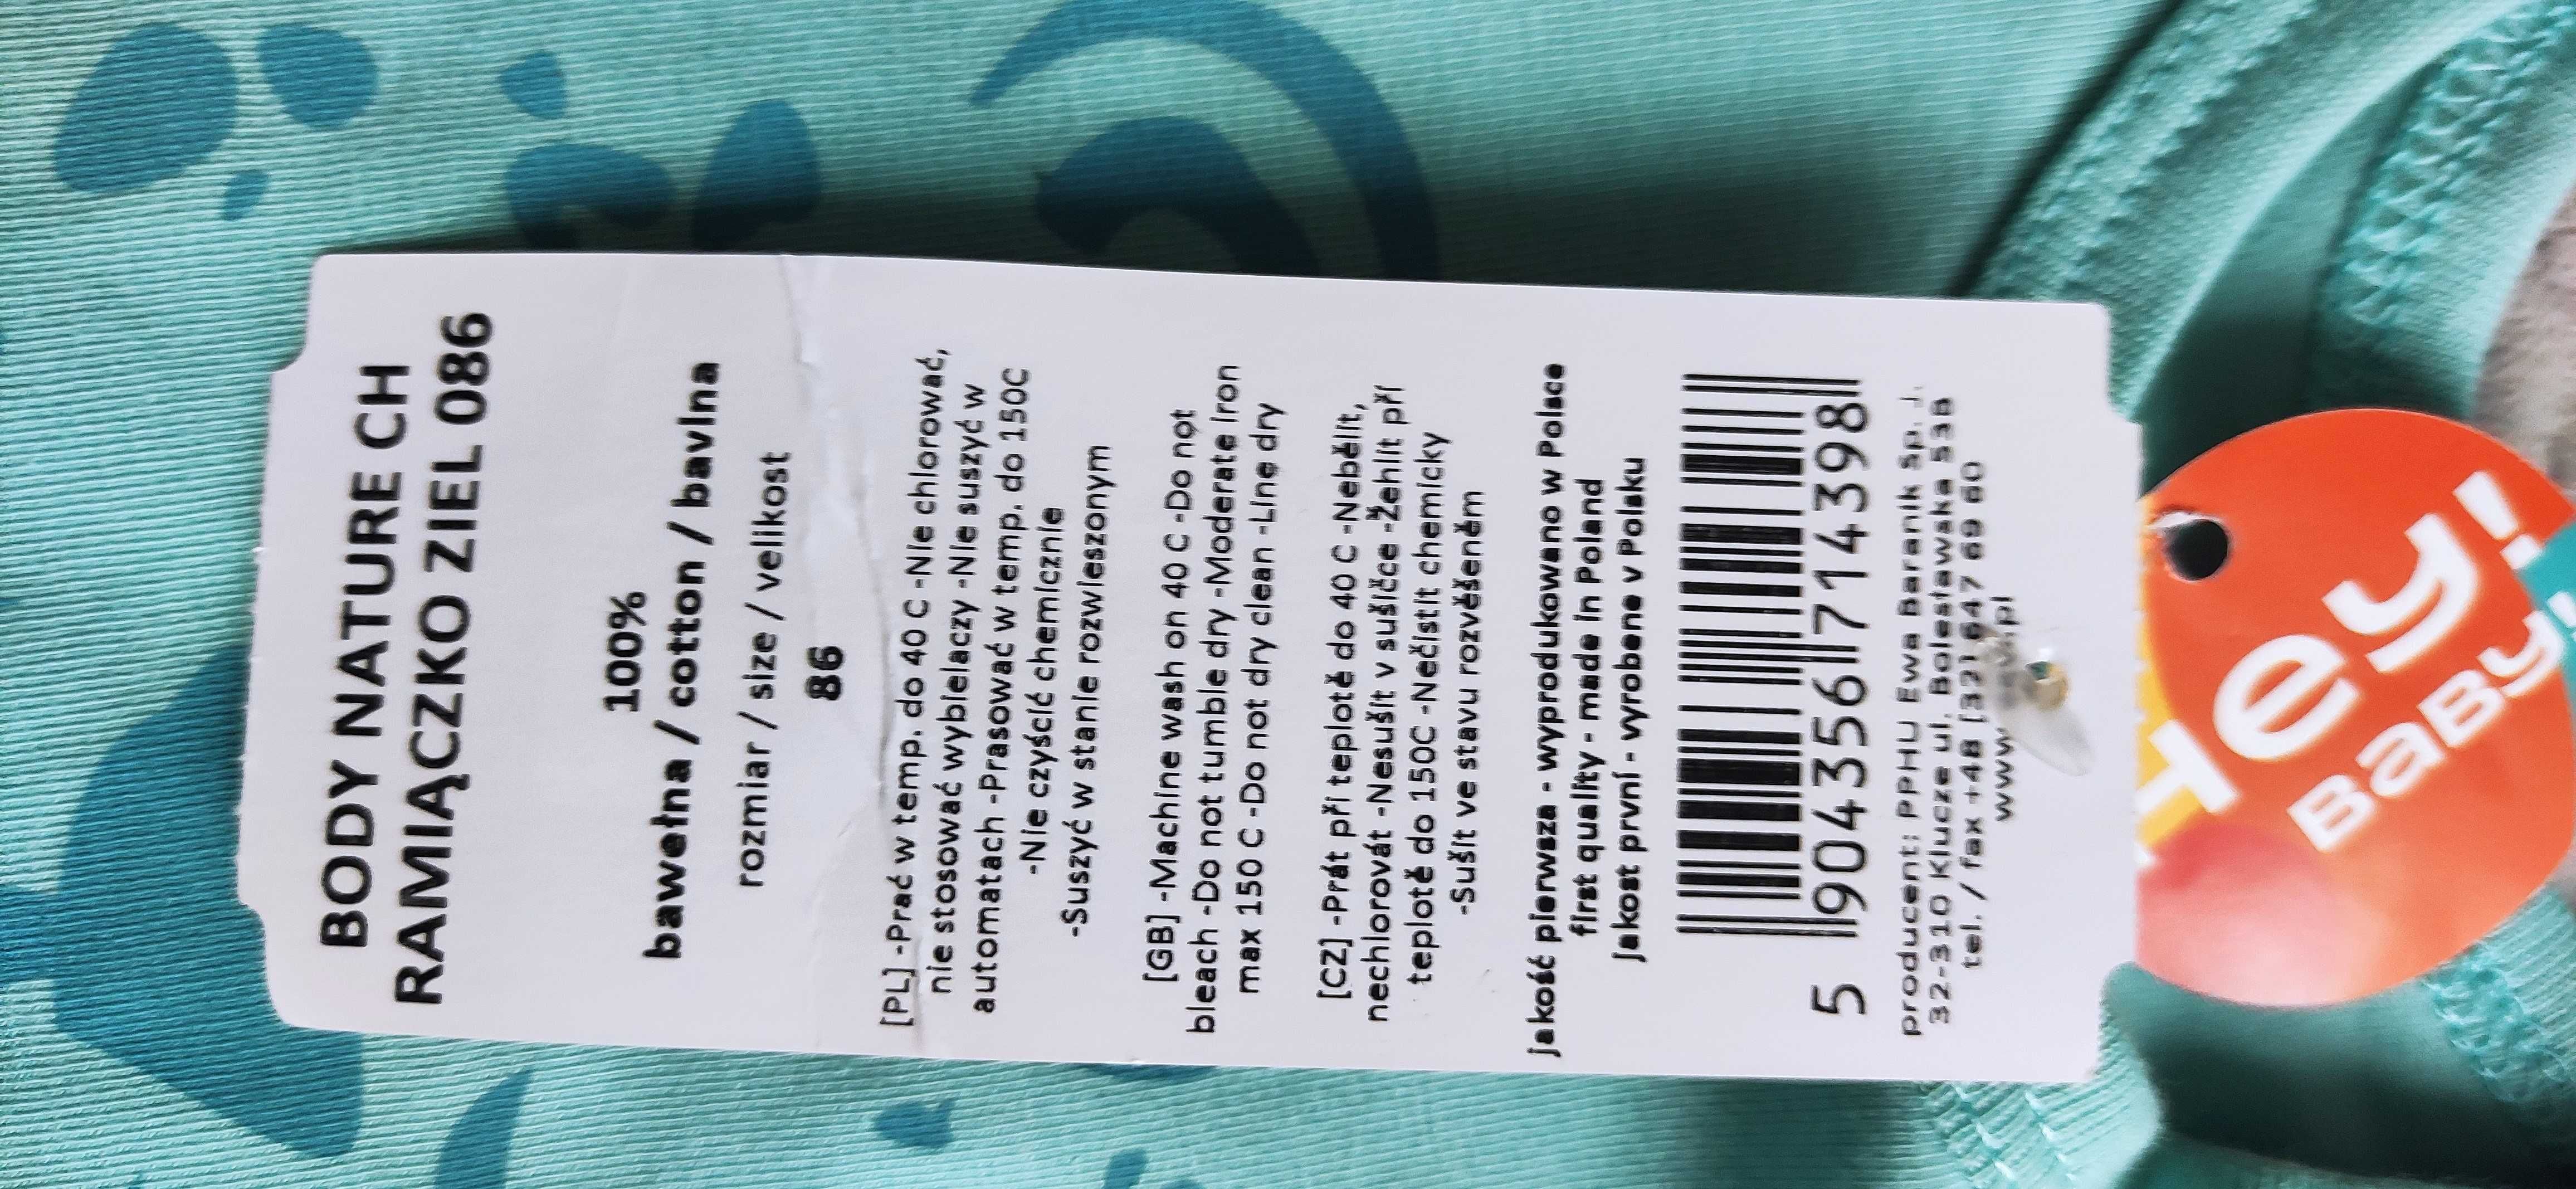 BODY NATURE CH
RAMIĄCZKO ZIEL 086
100%
bawełna / cotton / bavlna
rozmiar / size / velikost
86
[PL] -Prać w temp. do 40 C -Nie chlorować,
nie stosować wybielaczy -Nie suszyć w
automatach -Prasować w temp. do 150C
-Nie czyścić chemicznie
-Suszyć w stanie rozwieszonym
[GB] -Machine wash on 40 C -Do not
bleach -Do not tumble dry -Moderate iron
max 150 C -Do not dry clean -Line dry
[CZ] -Prát při teplotě do 40 C -Nebělit,
nechlorovát -Nesušit v sušičce -Žehlit při
teplotě do 150C -Nečistit chemicky
-Sušit ve stavu rozvěšeném
Jakość pierwsza - wyprodukowano w Polsce
first quality - made in Poland
Jakost první - vyrobene v Polsku
5 904356 714398
producent: PPHU Ewa Baranik Sp. J.
32-310 Klucze ul. Bolesławska 53B
tel. / fax +48 (32) 647 69 60
www
.pl
Hey!
BaBy!